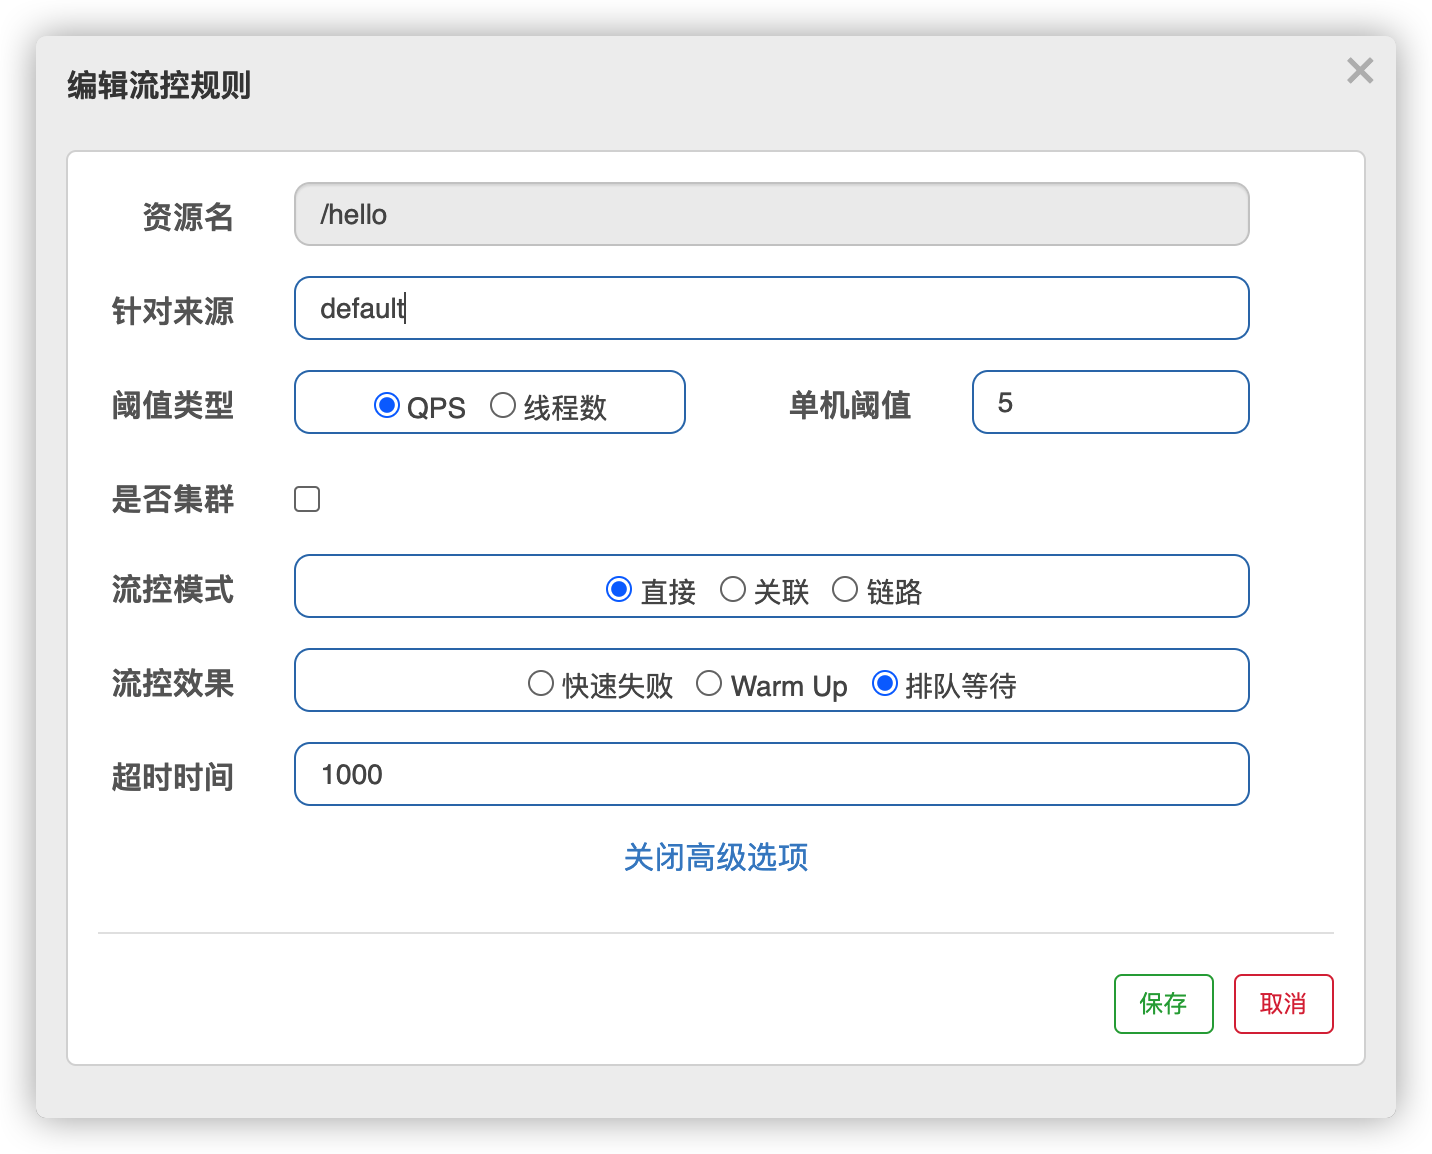 编辑流控规则
×
资源名 /hello
针对来源 default
阈值类型 QPS 线程数 单机阈值 5
是否集群
流控模式 直接 关联 链路
流控效果 快速失败 Warm Up 排队等待
超时时间 1000
关闭高级选项
保存 取消